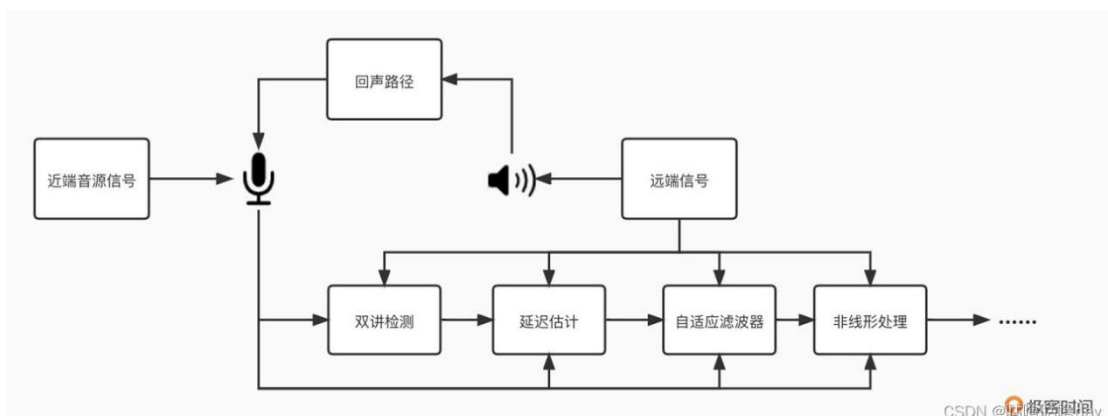 回声路径
近端音源信号
远端信号
双讲检测
延迟估计
自适应滤波器
非线形处理
......
极客时间
CSDN